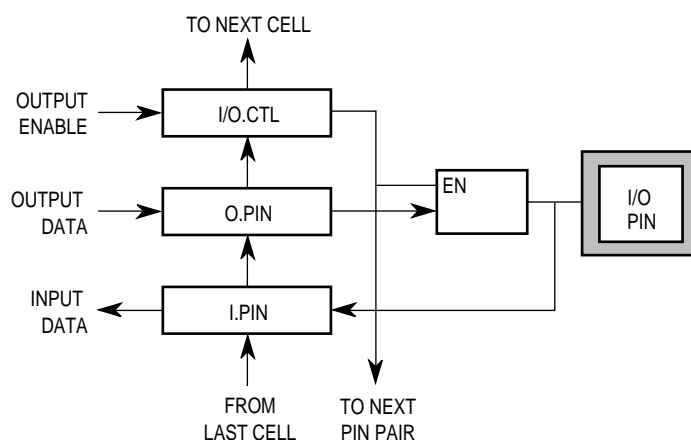 TO NEXT CELL
OUTPUT
ENABLE
I/O.CTL
EN
I/O
PIN
OUTPUT
DATA
O.PIN
INPUT
DATA
I.PIN
FROM
LAST CELL
TO NEXT
PIN PAIR